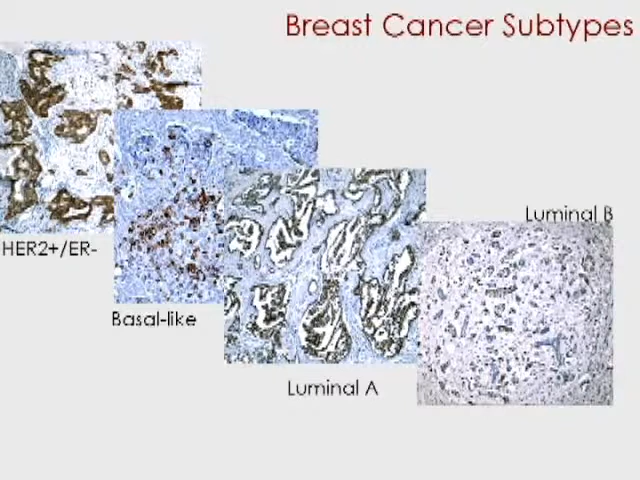 Breast Cancer Subtypes
Luminal B
HER2+/ER-
Basal-like
Luminal A